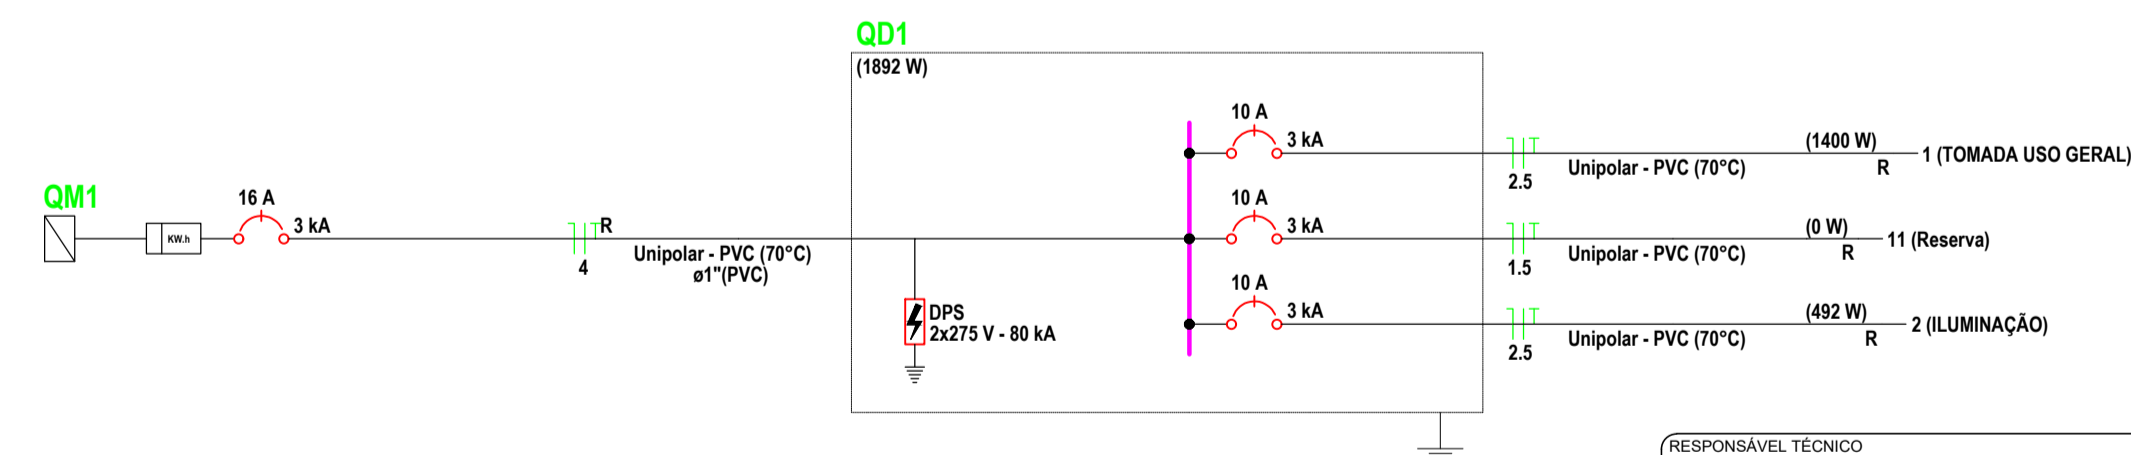 QD1
(1892 W)
10 A
3 kA
2.5
Unipolar - PVC (70°C)
(1400 W)
R
1 (TOMADA USO GERAL)
QM1
KW.h
16 A
3 kA
R
4
Unipolar - PVC (70°C)
ø1"(PVC)
10 A
3 kA
1.5
Unipolar - PVC (70°C)
(0 W)
R
11 (Reserva)
DPS
2x275 V - 80 kA
10 A
3 kA
2.5
Unipolar - PVC (70°C)
(492 W)
R
2 (ILUMINAÇÃO)
RESPONSÁVEL TÉCNICO